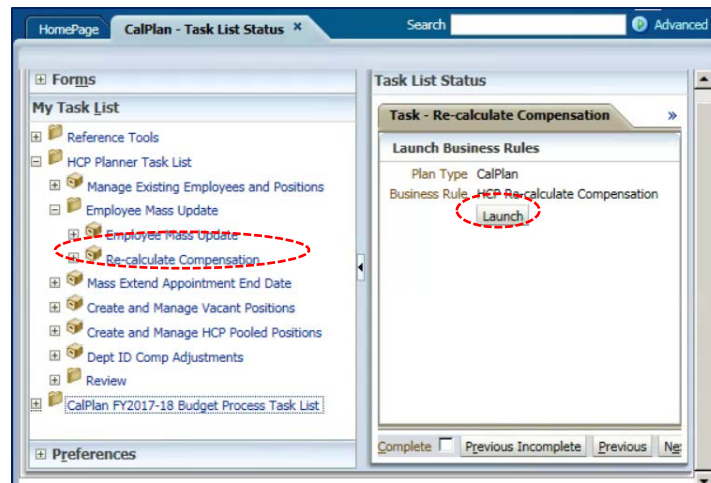 HomePage
CalPlan - Task List Status ×
Search
Advanced
Forms
My Task List
Reference Tools
HCP Planner Task List
Manage Existing Employees and Positions
Employee Mass Update
Employee Mass Update
Re-calculate Compensation
Mass Extend Appointment End Date
Create and Manage Vacant Positions
Create and Manage HCP Pooled Positions
Dept ID Comp Adjustments
Review
CalPlan FY2017-18 Budget Process Task List
Preferences
Task List Status
Task - Re-calculate Compensation »
Launch Business Rules
Plan Type CalPlan
Business Rule HCP Re-calculate Compensation
Launch
Complete Previous Incomplete Previous Nex